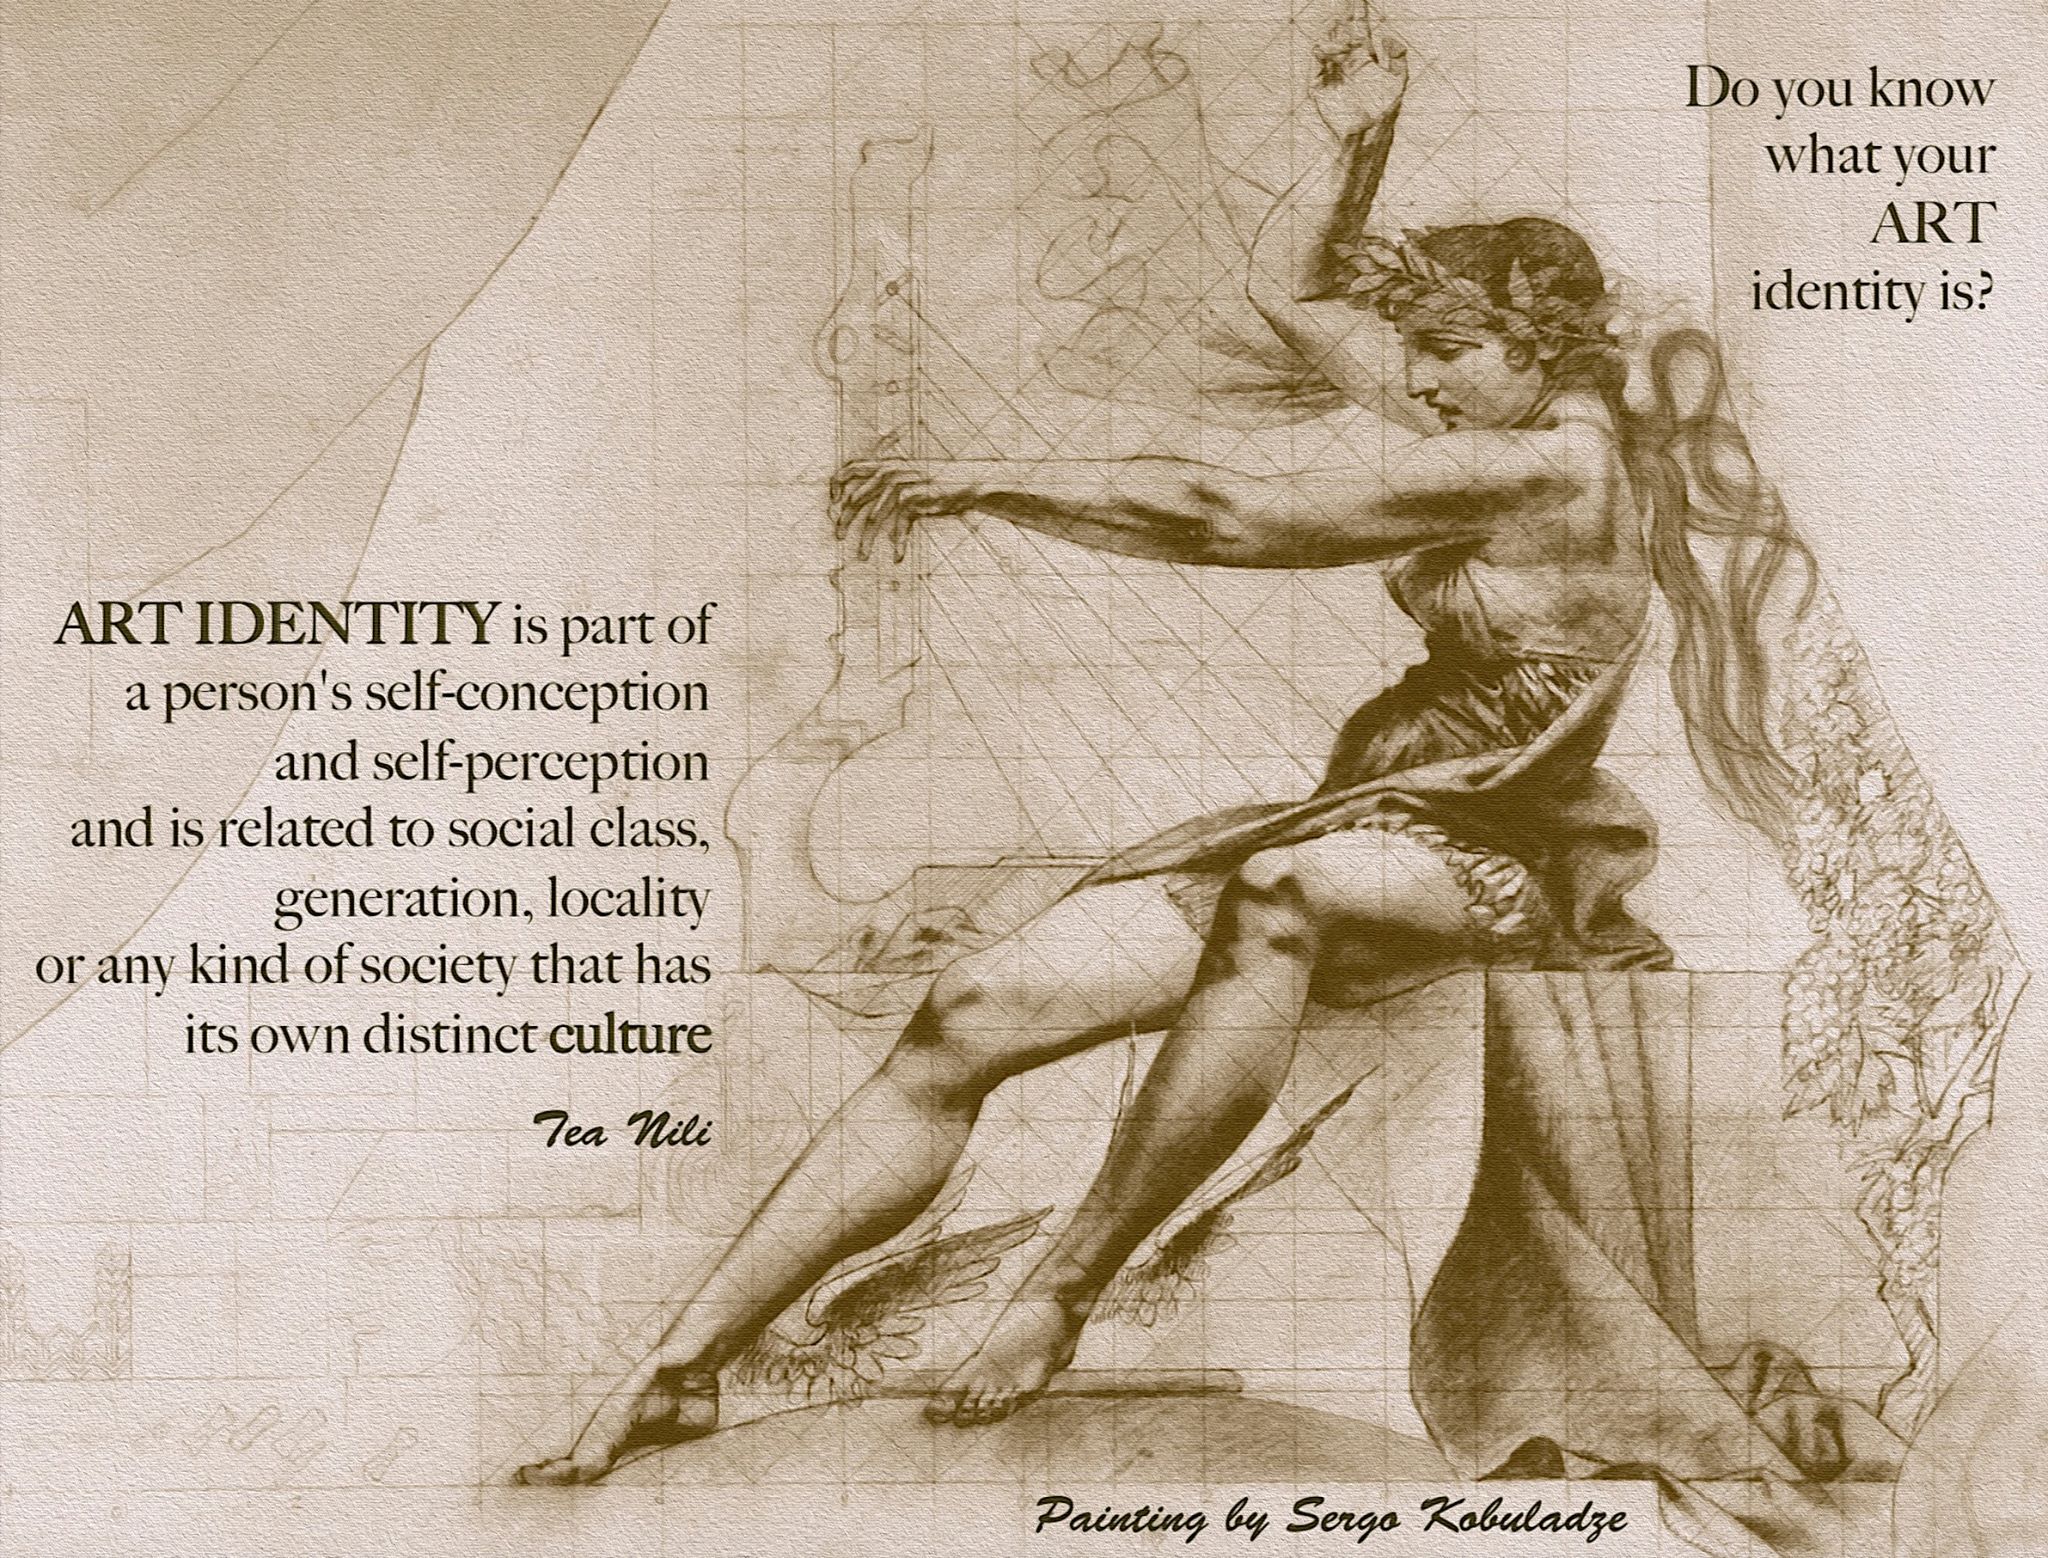 Do you know
what your
ART
identity is?
ART IDENTITY is part of
a person's self-conception
and self-perception
and is related to social class,
generation, locality
or any kind of society that has
its own distinct culture
Tea Nili
Painting by Sergo Kobuladze